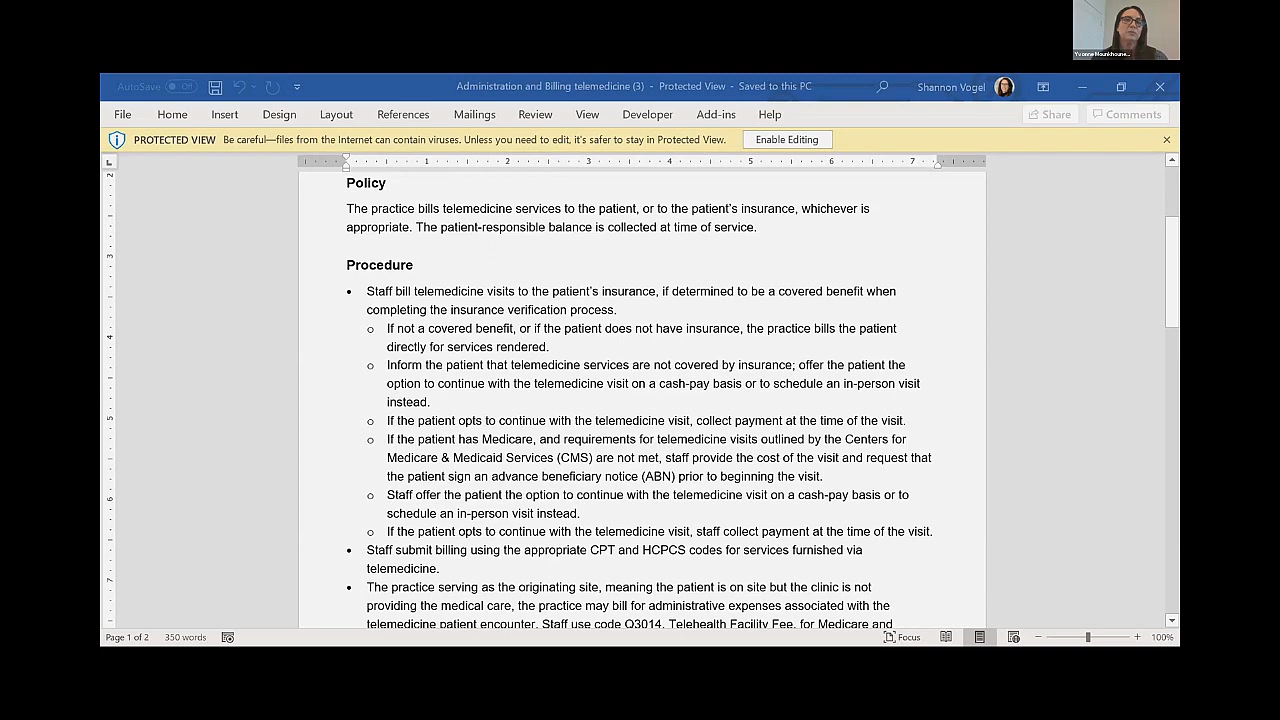 Yvonne Mounkhoune...
AutoSave Off
Administration and Billing telemedicine (3) - Protected View - Saved to this PC
Shannon Vogel
File Home Insert Design Layout References Mailings Review View Developer Add-ins Help Share Comments
PROTECTED VIEW Be careful—files from the Internet can contain viruses. Unless you need to edit, it's safer to stay in Protected View. Enable Editing
1 2 3 4 5 6 7
2
3
4
5
6
7
Policy
The practice bills telemedicine services to the patient, or to the patient's insurance, whichever is
appropriate. The patient-responsible balance is collected at time of service.
Procedure
• Staff bill telemedicine visits to the patient's insurance, if determined to be a covered benefit when
completing the insurance verification process.
o If not a covered benefit, or if the patient does not have insurance, the practice bills the patient
directly for services rendered.
o Inform the patient that telemedicine services are not covered by insurance; offer the patient the
option to continue with the telemedicine visit on a cash-pay basis or to schedule an in-person visit
instead.
o If the patient opts to continue with the telemedicine visit, collect payment at the time of the visit.
o If the patient has Medicare, and requirements for telemedicine visits outlined by the Centers for
Medicare & Medicaid Services (CMS) are not met, staff provide the cost of the visit and request that
the patient sign an advance beneficiary notice (ABN) prior to beginning the visit.
o Staff offer the patient the option to continue with the telemedicine visit on a cash-pay basis or to
schedule an in-person visit instead.
o If the patient opts to continue with the telemedicine visit, staff collect payment at the time of the visit.
• Staff submit billing using the appropriate CPT and HCPCS codes for services furnished via
telemedicine.
• The practice serving as the originating site, meaning the patient is on site but the clinic is not
providing the medical care, the practice may bill for administrative expenses associated with the
telemedicine patient encounter. Staff use code Q3014, Telehealth Facility Fee, for Medicare and
Page 1 of 2 350 words Focus 100%